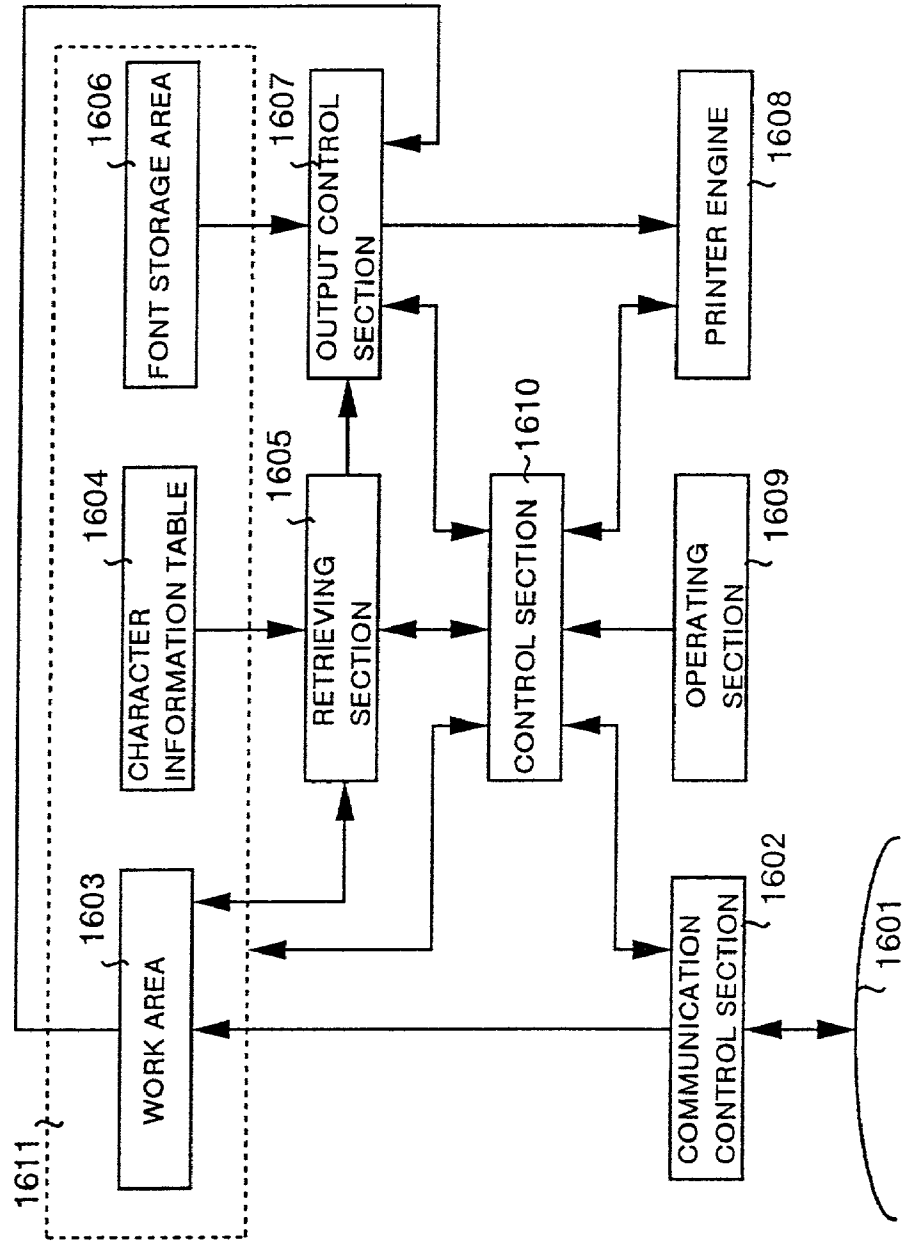 1611
1603
WORK AREA
1604
CHARACTER
INFORMATION TABLE
1606
FONT STORAGE AREA
1605
RETRIEVING
SECTION
1607
OUTPUT CONTROL
SECTION
CONTROL SECTION
1610
COMMUNICATION
CONTROL SECTION
1602
OPERATING
SECTION
1609
PRINTER ENGINE
1608
1601